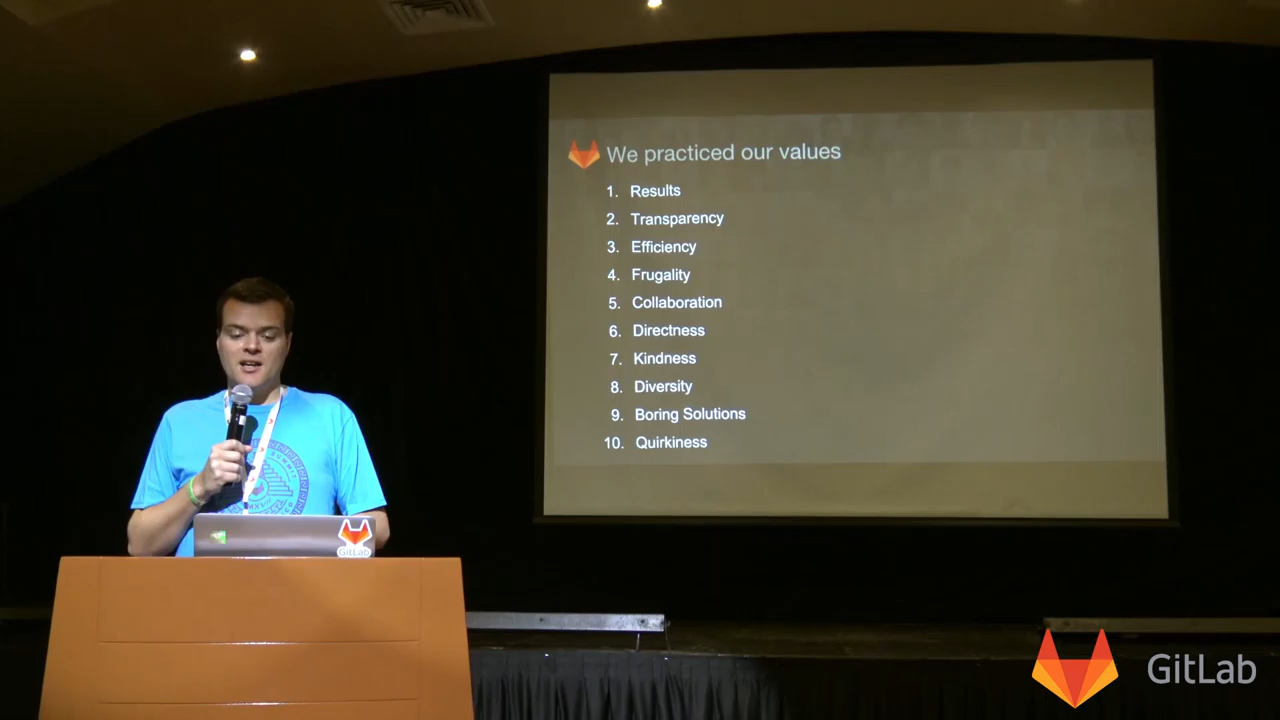 We practiced our values
1. Results
2. Transparency
3. Efficiency
4. Frugality
5. Collaboration
6. Directness
7. Kindness
8. Diversity
9. Boring Solutions
10. Quirkiness
SUMMIT
GitLab
GitLab